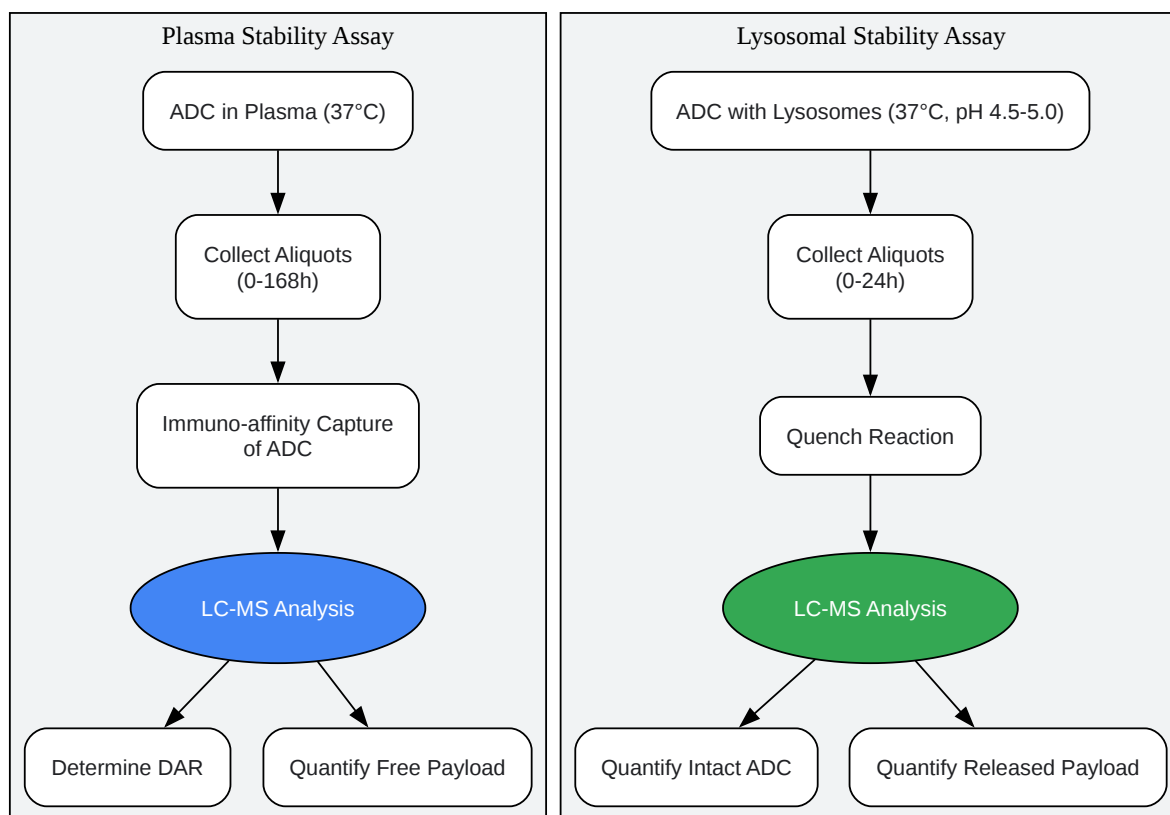 Plasma Stability Assay
ADC in Plasma (37°C)
Collect Aliquots
(0-168h)
Immuno-affinity Capture
of ADC
LC-MS Analysis
Determine DAR
Quantify Free Payload
Lysosomal Stability Assay
ADC with Lysosomes (37°C, pH 4.5-5.0)
Collect Aliquots
(0-24h)
Quench Reaction
LC-MS Analysis
Quantify Intact ADC
Quantify Released Payload